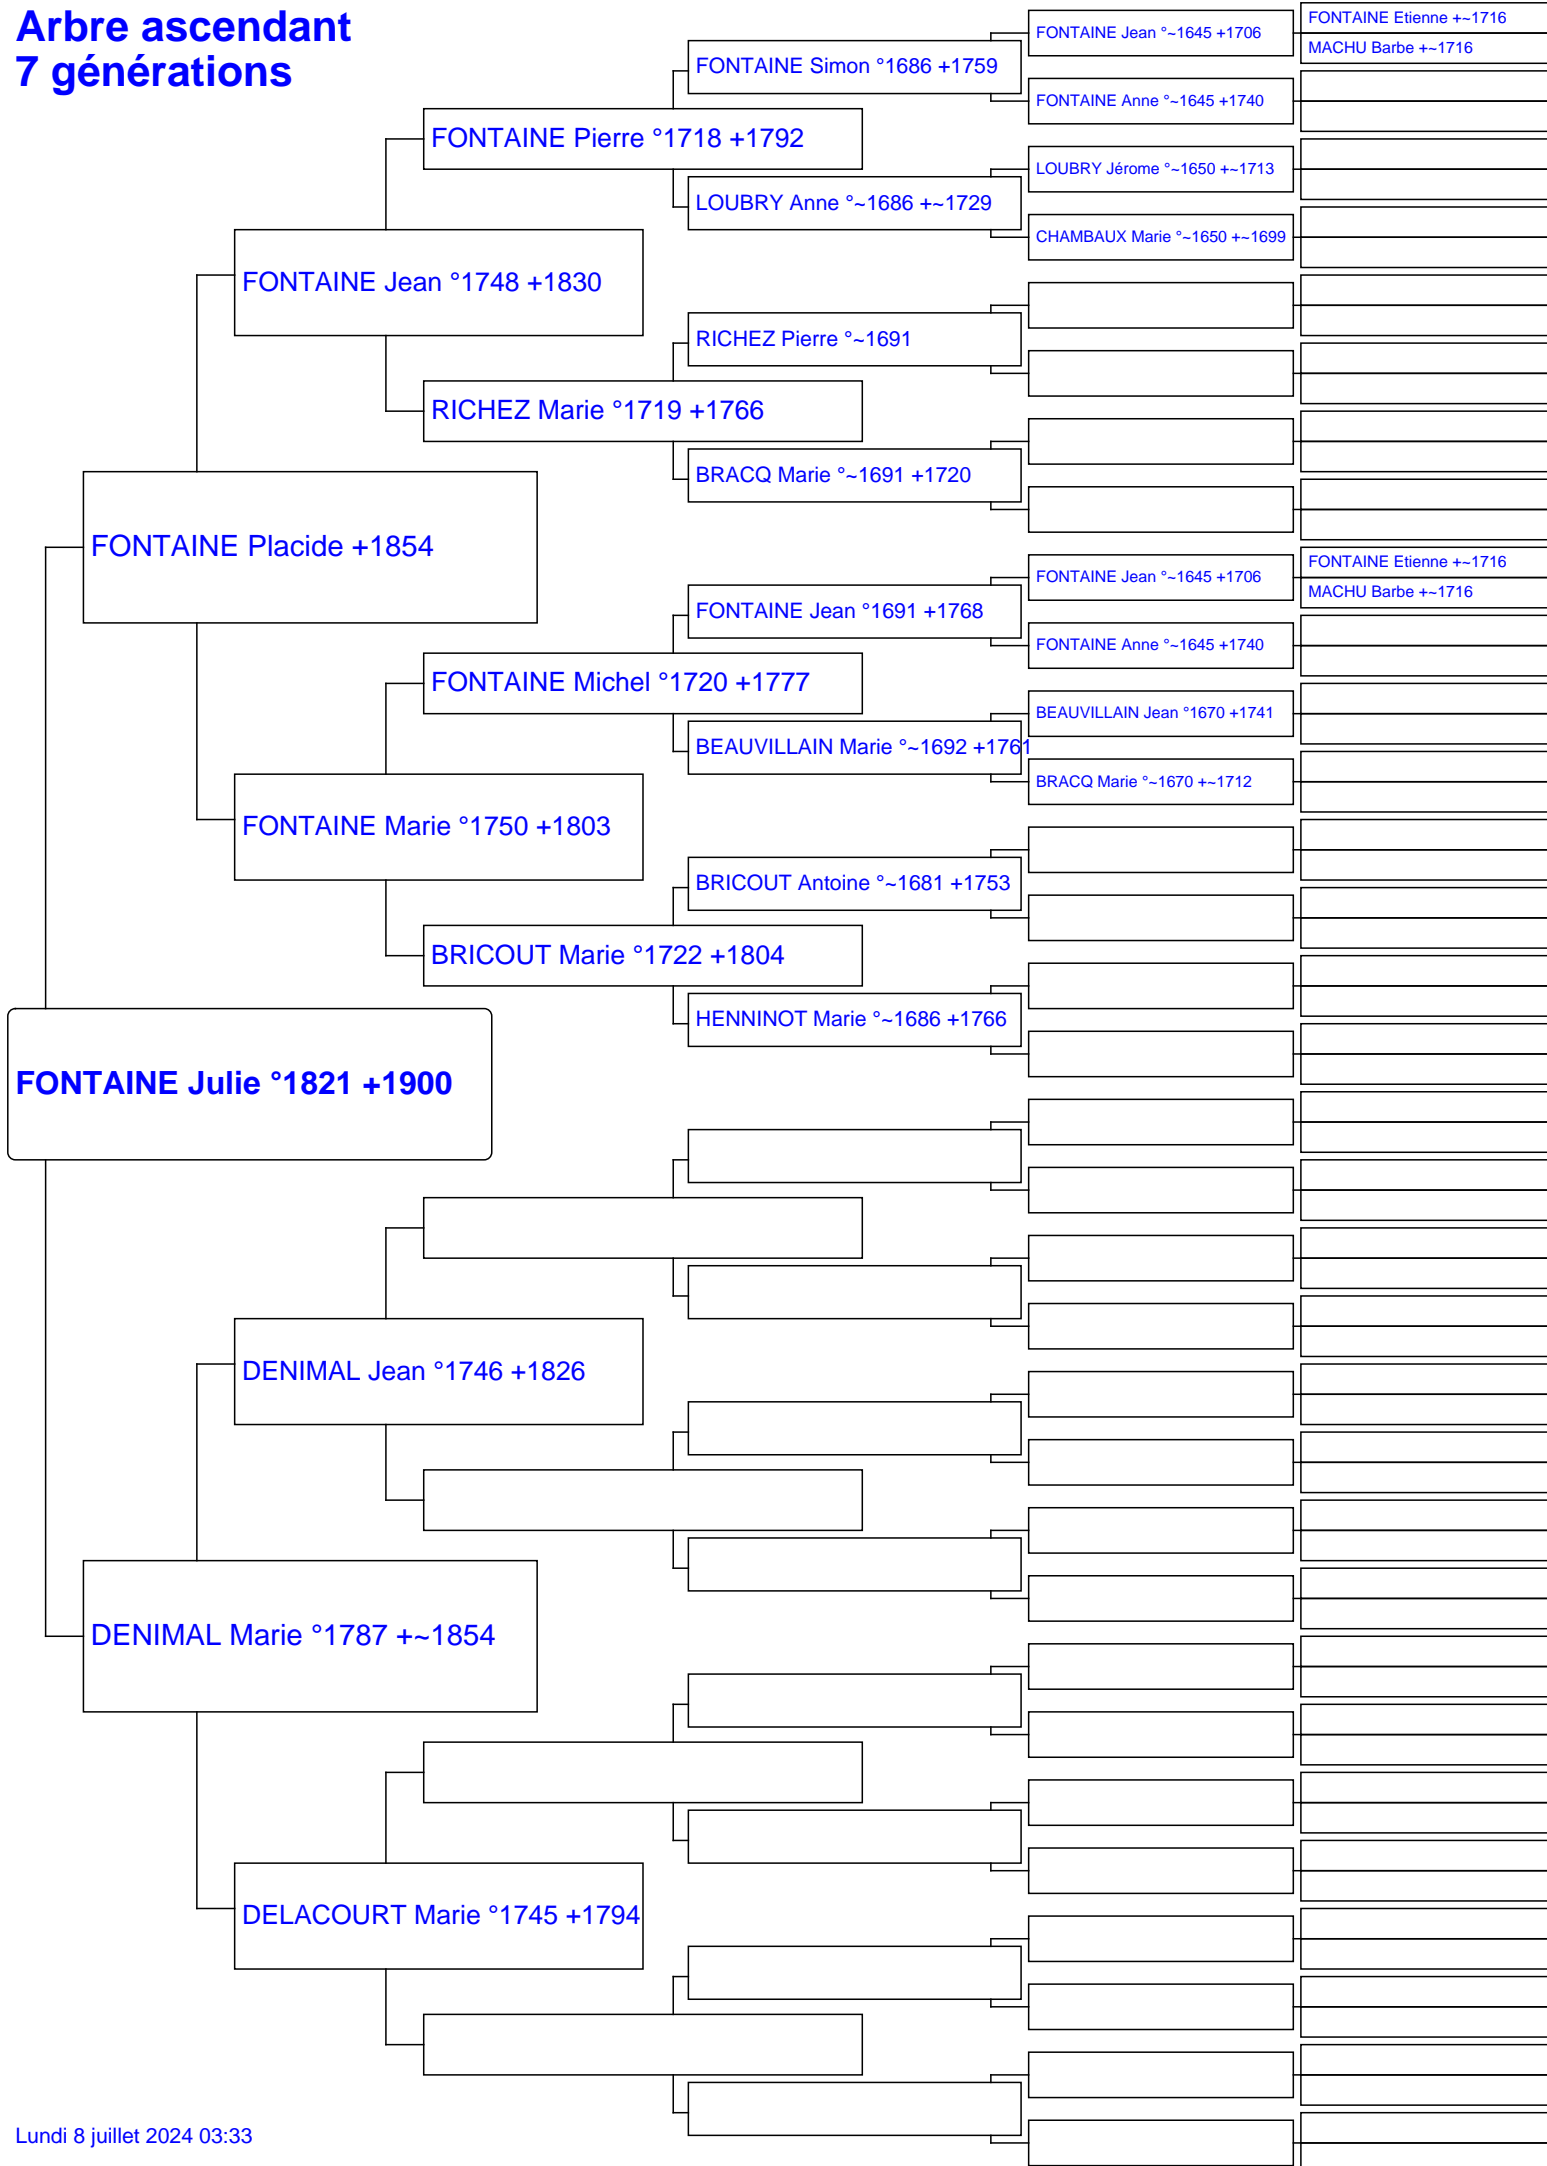 Arbre ascendant
7 générations
FONTAINE Julie °1821 +1900
FONTAINE Placide +1854
DENIMAL Marie °1787 +~1854
FONTAINE Jean °1748 +1830
FONTAINE Marie °1750 +1803
DENIMAL Jean °1746 +1826
DELACOURT Marie °1745 +1794
FONTAINE Pierre °1718 +1792
RICHEZ Marie °1719 +1766
FONTAINE Michel °1720 +1777
BRICOUT Marie °1722 +1804
FONTAINE Simon °1686 +1759
LOUBRY Anne °~1686 +~1729
RICHEZ Pierre °~1691
BRACQ Marie °~1691 +1720
FONTAINE Jean °1691 +1768
BEAUVILLAIN Marie °~1692 +1761
BRICOUT Antoine °~1681 +1753
HENNINOT Marie °~1686 +1766
FONTAINE Jean °~1645 +1706
FONTAINE Anne °~1645 +1740
LOUBRY Jérome °~1650 +~1713
CHAMBAUX Marie °~1650 +~1699
FONTAINE Jean °~1645 +1706
FONTAINE Anne °~1645 +1740
BEAUVILLAIN Jean °1670 +1741
BRACQ Marie °~1670 +~1712
FONTAINE Etienne +~1716
MACHU Barbe +~1716
FONTAINE Etienne +~1716
MACHU Barbe +~1716
Lundi 8 juillet 2024 03:33